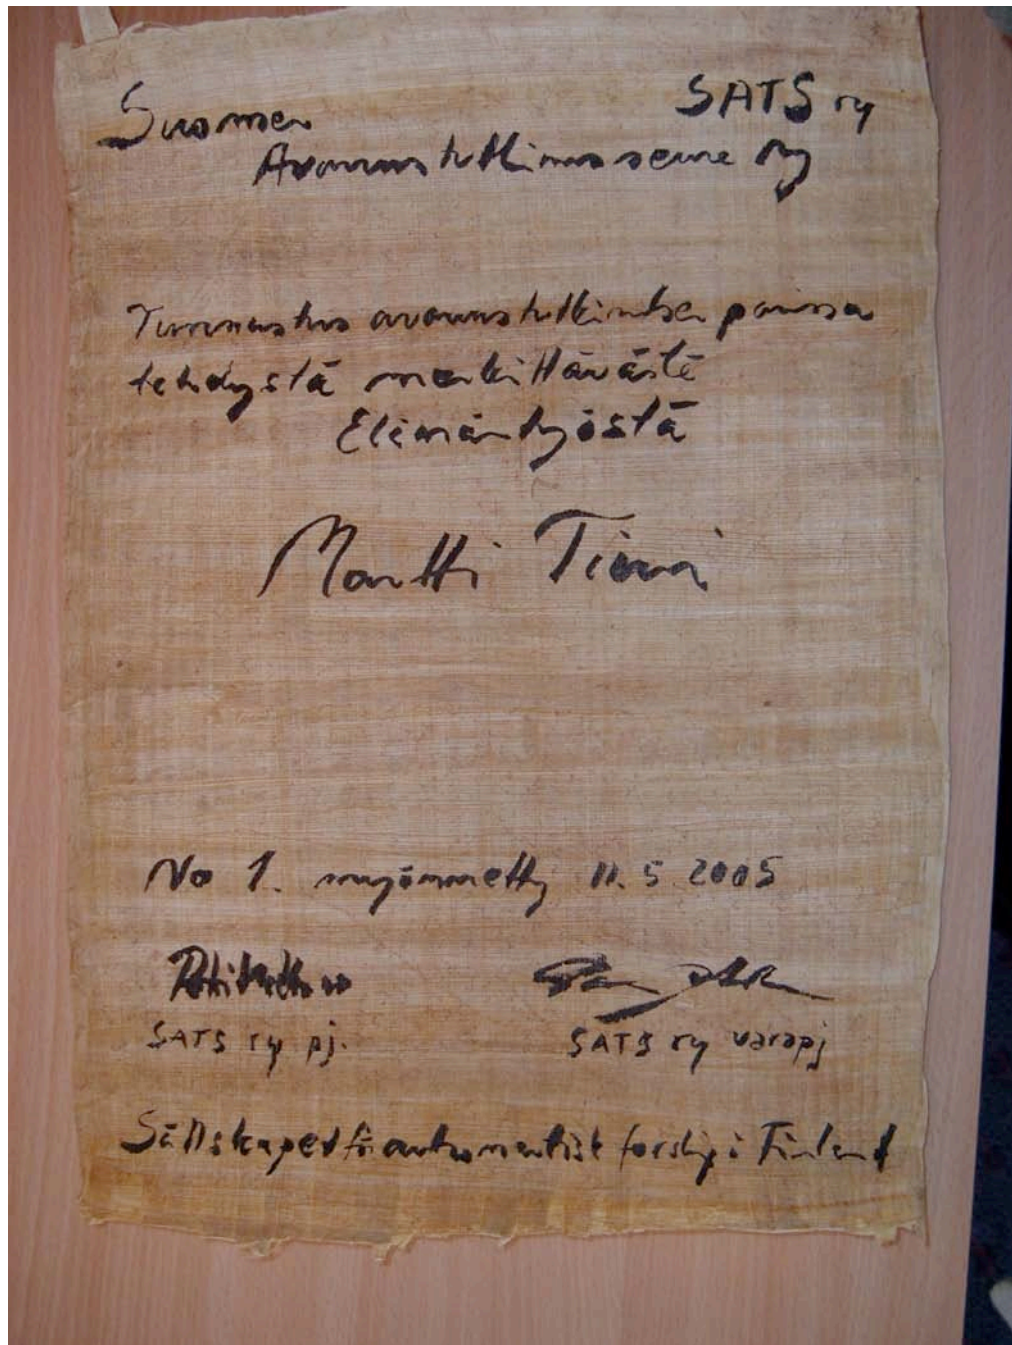 Suomen SATS ry
Avaruustutkimusseura ry
Tunnustus avaruustutkimuksen parissa
tehdystä merkittävästä
Elämäntyöstä
Martti Tiuri
No 1. myönnetty 11.5 2005
SATS ry pj. SATS ry varapj
Sällskapet för astronautisk forskning i Finland